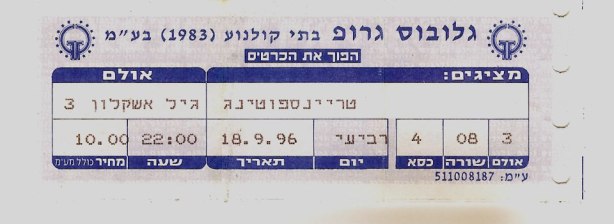 גלובוס גרופ בתי קולנוע (1983) בע״מ
הפוך את הכרטיס
מציגים: אולם
טריינספוטינג גיל אשקלון 3
3 08 4 רביעי 18.9.96 22:00 10.00
אולם שורה כסא יום תאריך שעה מחיר כולל מע״מ
ע״מ: 511008187